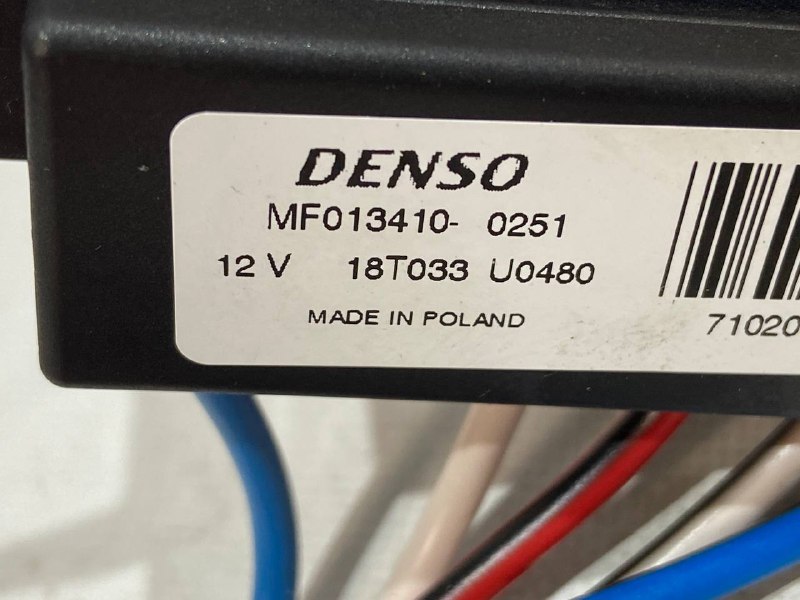 DENSO
MF013410- 0251
12 V 18T033 U0480
MADE IN POLAND
71020